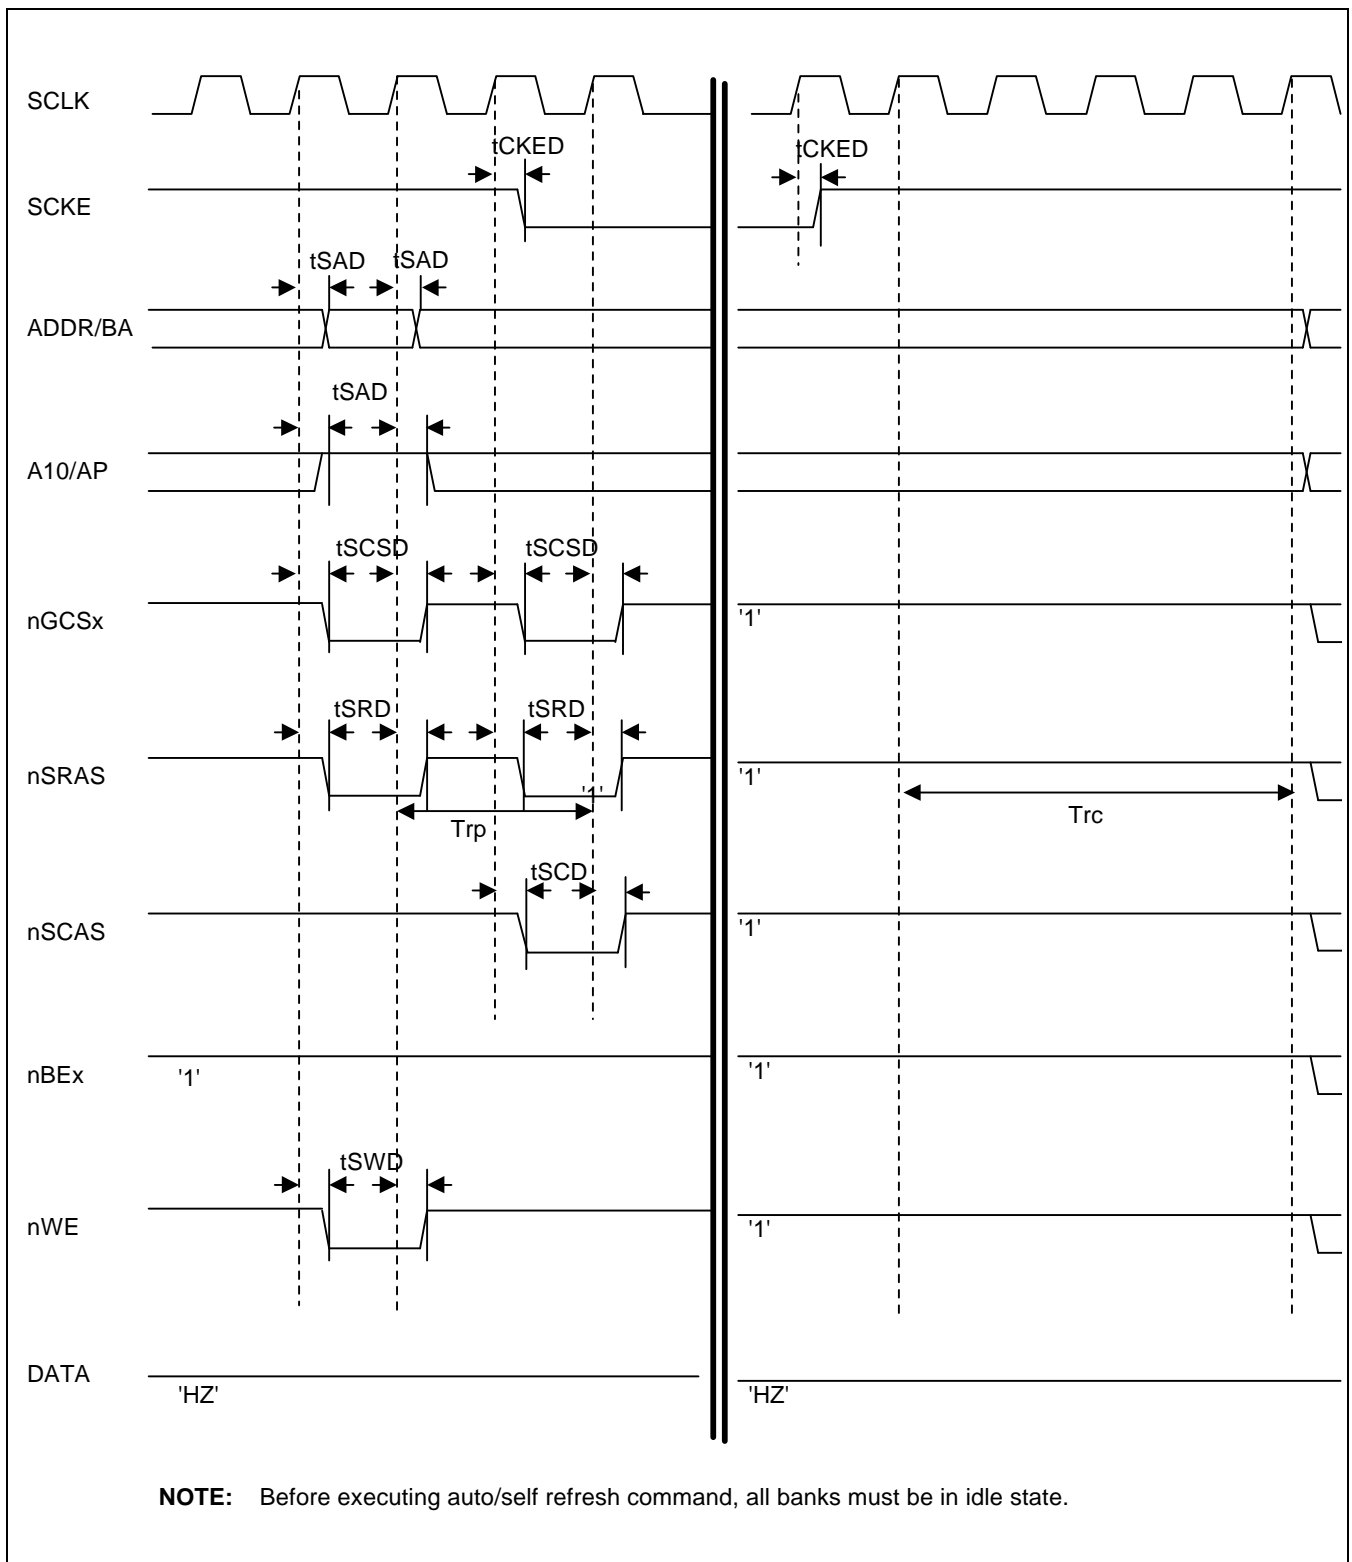 SCLK
tCKED tCKED
SCKE
tSAD tSAD
ADDR/BA
tSAD
A10/AP
tSCSD tSCSD
nGCSx '1'
tSRD tSRD
nSRAS '1' '1'
Trp Trc
tSCD
nSCAS '1'
nBEx '1' '1'
tSWD
nWE '1'
DATA
'HZ' 'HZ'
NOTE: Before executing auto/self refresh command, all banks must be in idle state.